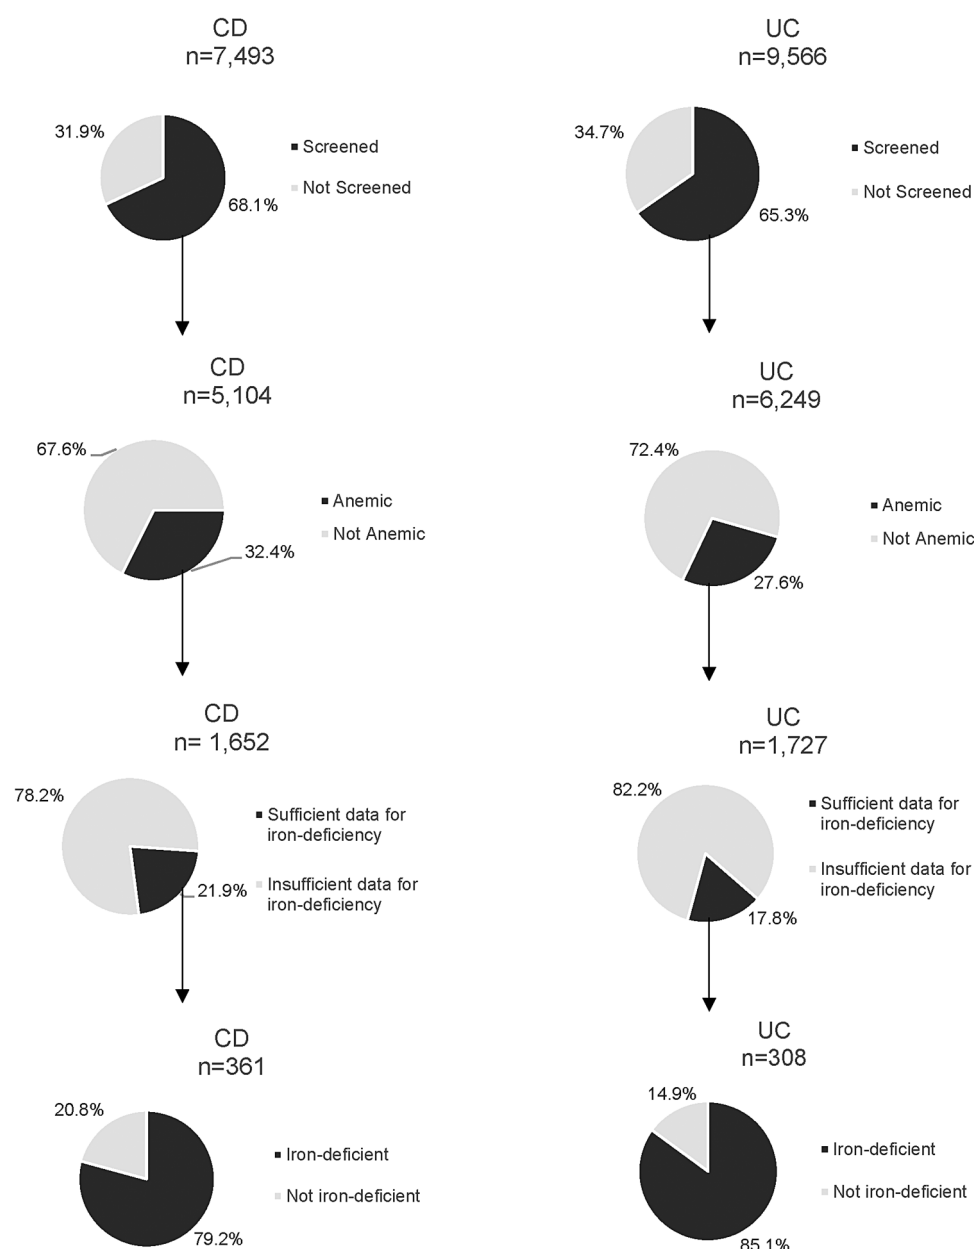 CD
n=7,493
31.9%
68.1%
Screened
Not Screened
UC
n=9,566
34.7%
65.3%
Screened
Not Screened
CD
n=5,104
67.6%
32.4%
Anemic
Not Anemic
UC
n=6,249
72.4%
27.6%
Anemic
Not Anemic
CD
n= 1,652
78.2%
21.9%
Sufficient data for
iron-deficiency
Insufficient data for
iron-deficiency
UC
n=1,727
82.2%
17.8%
Sufficient data for
iron-deficiency
Insufficient data for
iron-deficiency
CD
n=361
20.8%
79.2%
Iron-deficient
Not iron-deficient
UC
n=308
14.9%
85.1%
Iron-deficient
Not iron-deficient